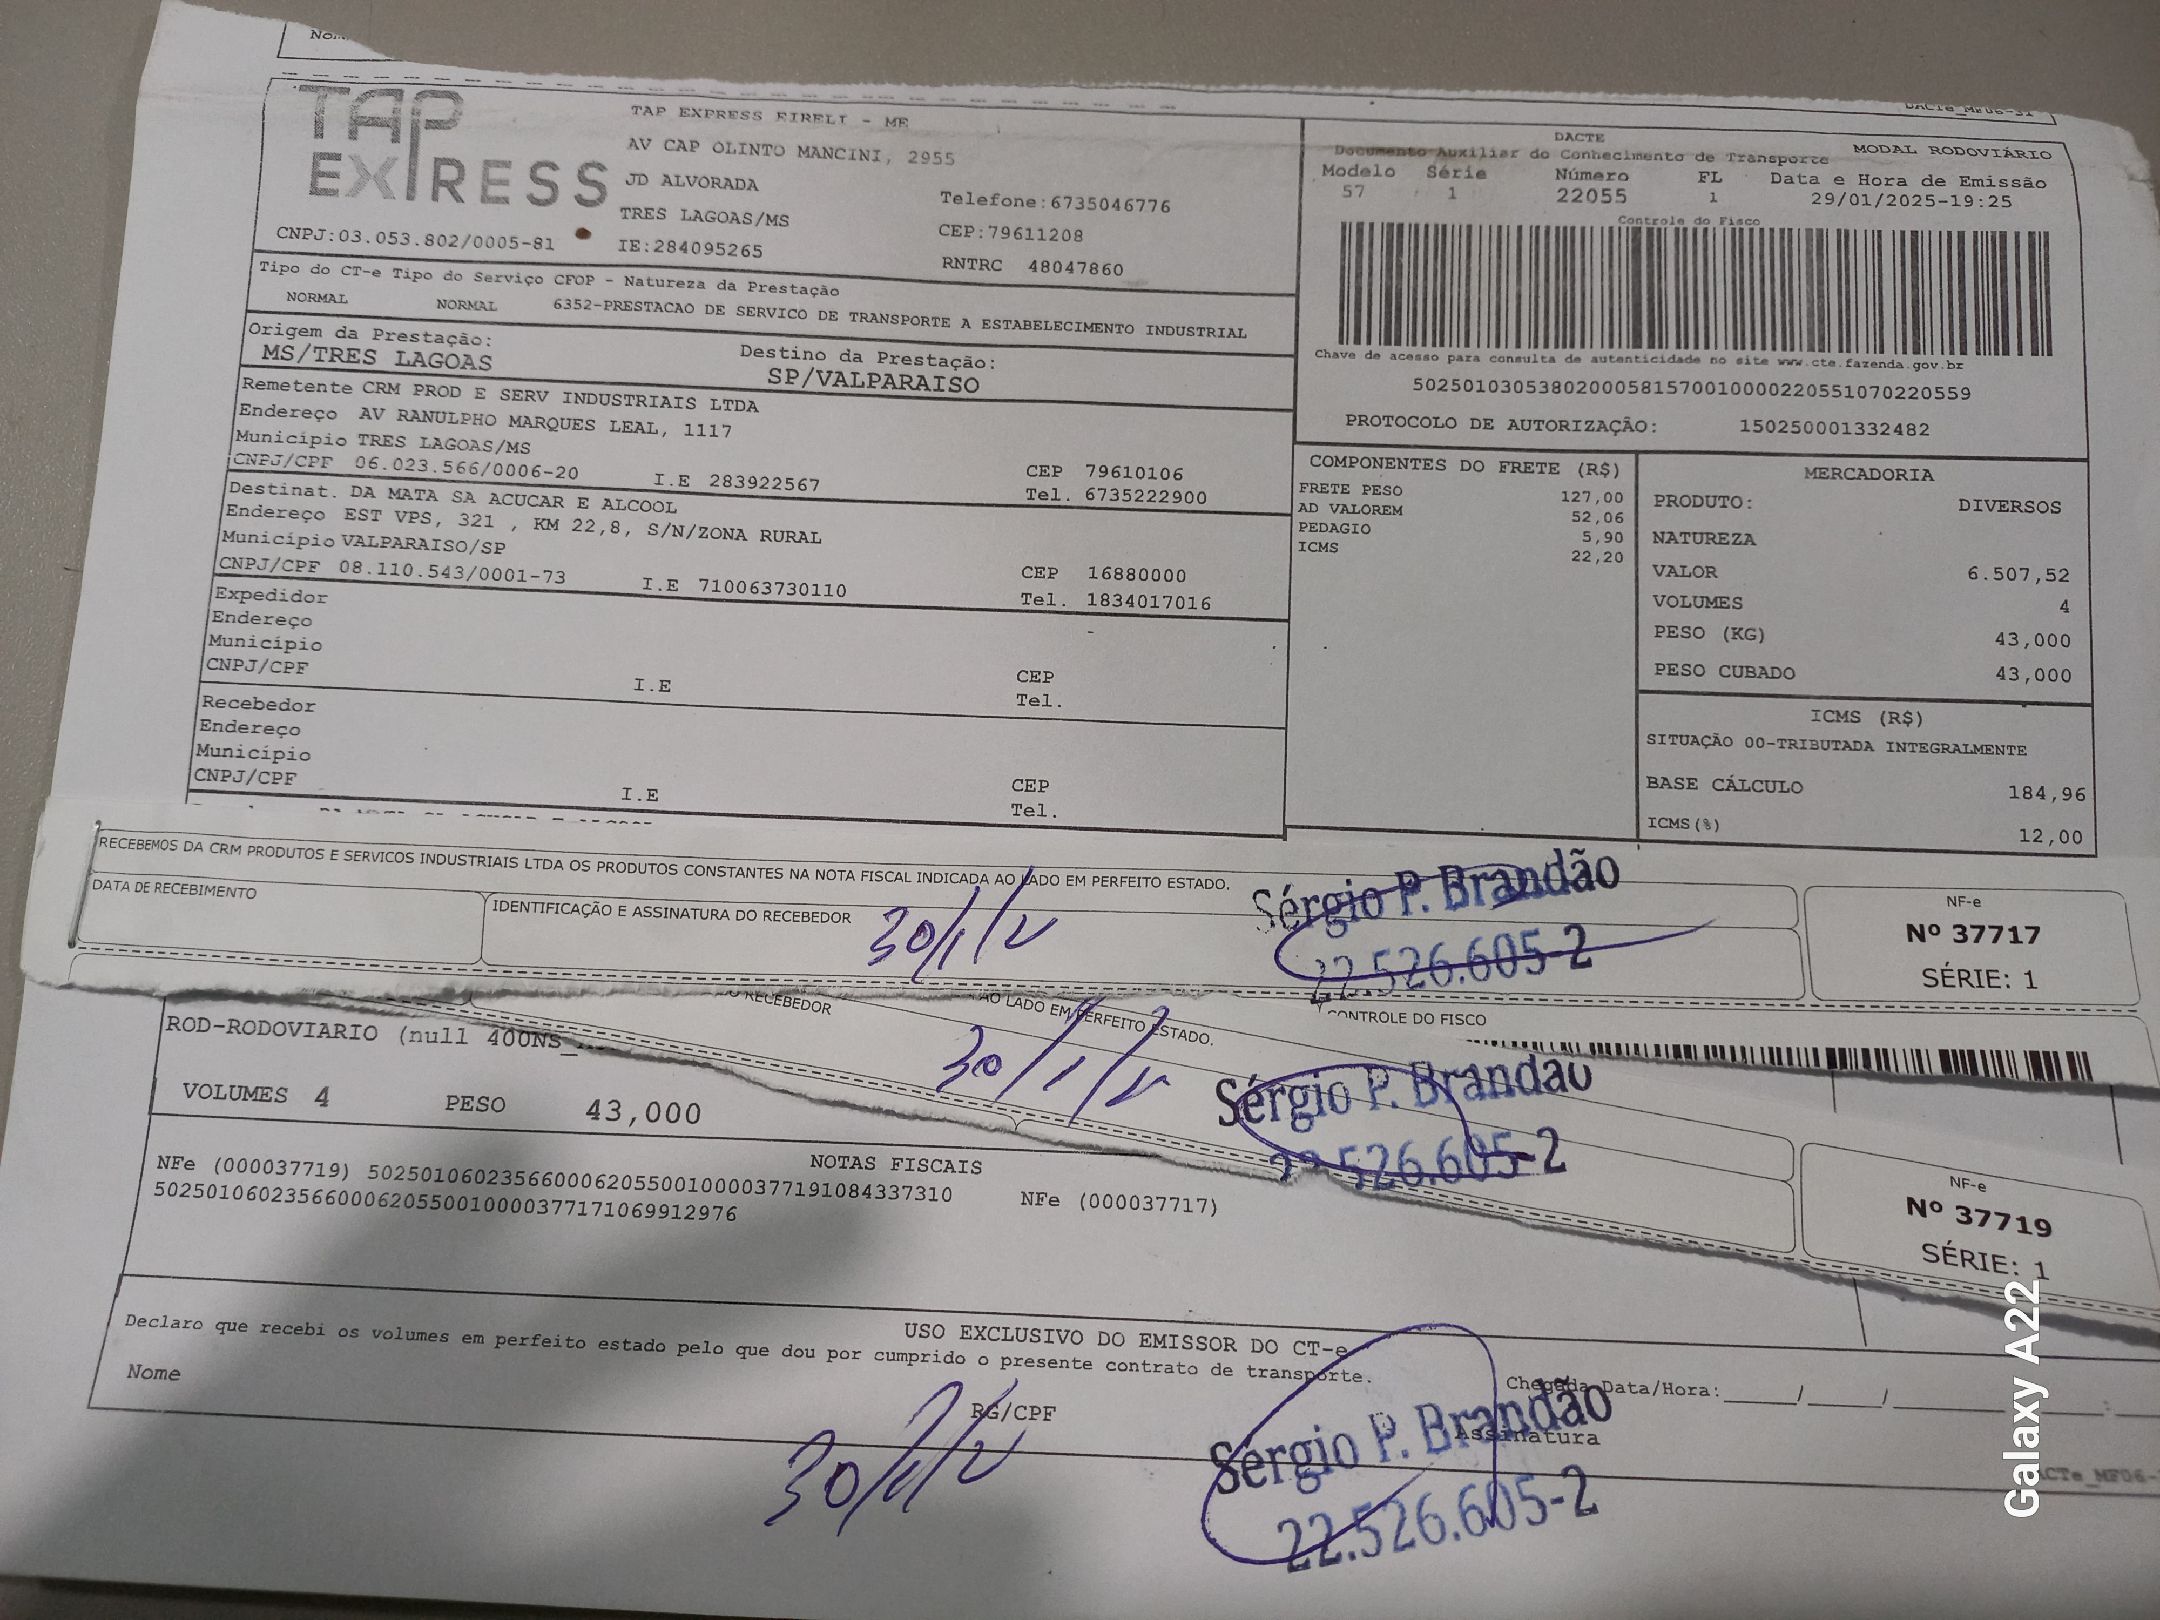 DACTe_MF06-31
TAP
EXPRESS
TAP EXPRESS EIRELI - ME
AV CAP OLINTO MANCINI, 2955
JD ALVORADA
TRES LAGOAS/MS
Telefone:6735046776
CEP:79611208
CNPJ:03.053.802/0005-81
IE:284095265
RNTRC 48047860
DACTE
Documento Auxiliar do Conhecimento de Transporte
MODAL RODOVIÁRIO
Modelo Série Número FL Data e Hora de Emissão
57 1 22055 1 29/01/2025-19:25
Controle do Fisco
Chave de acesso para consulta de autenticidade no site www.cte.fazenda.gov.br
50250103053802000581570010000220551070220559
PROTOCOLO DE AUTORIZAÇÃO: 150250001332482
Tipo do CT-e Tipo do Serviço CFOP - Natureza da Prestação
NORMAL NORMAL 6352-PRESTACAO DE SERVICO DE TRANSPORTE A ESTABELECIMENTO INDUSTRIAL
Origem da Prestação: Destino da Prestação:
MS/TRES LAGOAS SP/VALPARAISO
Remetente CRM PROD E SERV INDUSTRIAIS LTDA
Endereço AV RANULPHO MARQUES LEAL, 1117
Município TRES LAGOAS/MS CEP 79610106
CNPJ/CPF 06.023.566/0006-20 I.E 283922567 Tel. 6735222900
Destinat. DA MATA SA ACUCAR E ALCOOL
Endereço EST VPS, 321 , KM 22,8, S/N/ZONA RURAL
Município VALPARAISO/SP CEP 16880000
CNPJ/CPF 08.110.543/0001-73 I.E 710063730110 Tel. 1834017016
Expedidor
Endereço -
Município CEP
CNPJ/CPF I.E Tel.
Recebedor
Endereço
Município CEP
CNPJ/CPF I.E Tel.
COMPONENTES DO FRETE (R$)
FRETE PESO 127,00
AD VALOREM 52,06
PEDAGIO 5,90
ICMS 22,20
MERCADORIA
PRODUTO: DIVERSOS
NATUREZA
VALOR 6.507,52
VOLUMES 4
PESO (KG) 43,000
PESO CUBADO 43,000
ICMS (R$)
SITUAÇÃO 00-TRIBUTADA INTEGRALMENTE
BASE CÁLCULO 184,96
ICMS(%) 12,00
RECEBEMOS DA CRM PRODUTOS E SERVICOS INDUSTRIAIS LTDA OS PRODUTOS CONSTANTES NA NOTA FISCAL INDICADA AO LADO EM PERFEITO ESTADO.
DATA DE RECEBIMENTO
IDENTIFICAÇÃO E ASSINATURA DO RECEBEDOR
Sérgio P. Brandão
22.526.605-2
NF-e
Nº 37717
SÉRIE: 1
CONTROLE DO FISCO
RECEBEDOR
AO LADO EM PERFEITO ESTADO.
Sérgio P. Brandão
22.526.605-2
NF-e
Nº 37719
SÉRIE: 1
ROD-RODOVIARIO (null 400NS_
VOLUMES 4 PESO 43,000
NOTAS FISCAIS
NFe (000037719) 50250106023566000620550010000377191084337310 NFe (000037717)
50250106023566000620550010000377171069912976
USO EXCLUSIVO DO EMISSOR DO CT-e
Declaro que recebi os volumes em perfeito estado pelo que dou por cumprido o presente contrato de transporte.
Nome RG/CPF Chegada Data/Hora:____/____/____
Assinatura
Sérgio P. Brandão
22.526.605-2
Galaxy A22